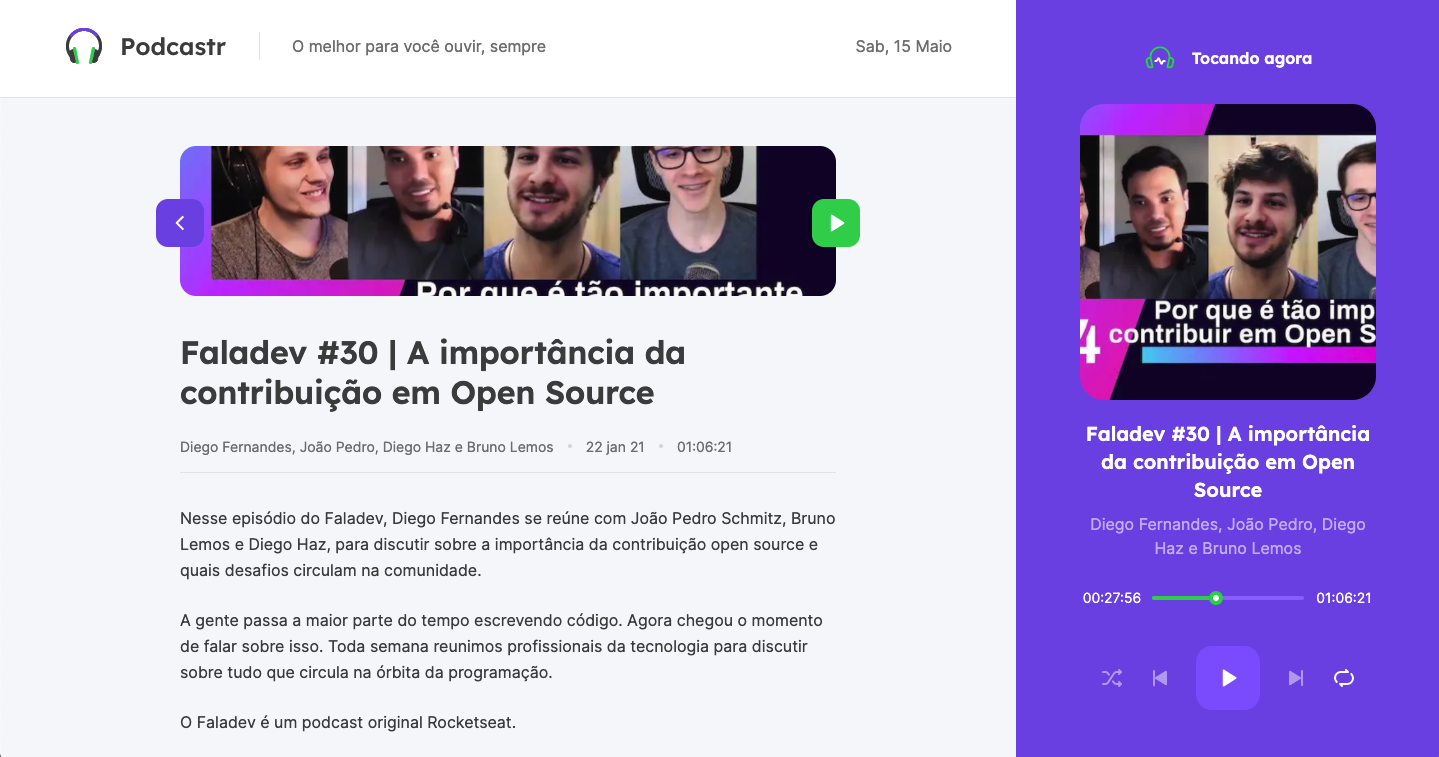 Podcastr
O melhor para você ouvir, sempre
Sab, 15 Maio
Por que é tão importante
Faladev #30 | A importância da
contribuição em Open Source
Diego Fernandes, João Pedro, Diego Haz e Bruno Lemos • 22 jan 21 • 01:06:21
Nesse episódio do Faladev, Diego Fernandes se reúne com João Pedro Schmitz, Bruno
Lemos e Diego Haz, para discutir sobre a importância da contribuição open source e
quais desafios circulam na comunidade.
A gente passa a maior parte do tempo escrevendo código. Agora chegou o momento
de falar sobre isso. Toda semana reunimos profissionais da tecnologia para discutir
sobre tudo que circula na órbita da programação.
O Faladev é um podcast original Rocketseat.
Tocando agora
Por que é tão imp
4 contribuir em Open S
Faladev #30 | A importância
da contribuição em Open
Source
Diego Fernandes, João Pedro, Diego
Haz e Bruno Lemos
00:27:56
01:06:21